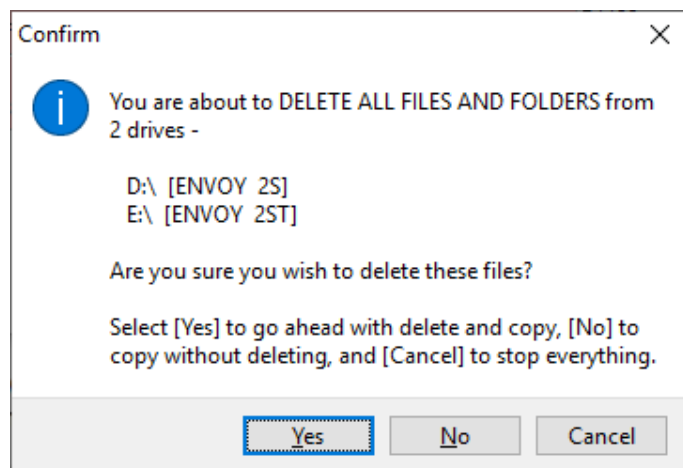 Confirm
You are about to DELETE ALL FILES AND FOLDERS from
2 drives -
D:\ [ENVOY 2S]
E:\ [ENVOY 2ST]
Are you sure you wish to delete these files?
Select [Yes] to go ahead with delete and copy, [No] to
copy without deleting, and [Cancel] to stop everything.
Yes
No
Cancel